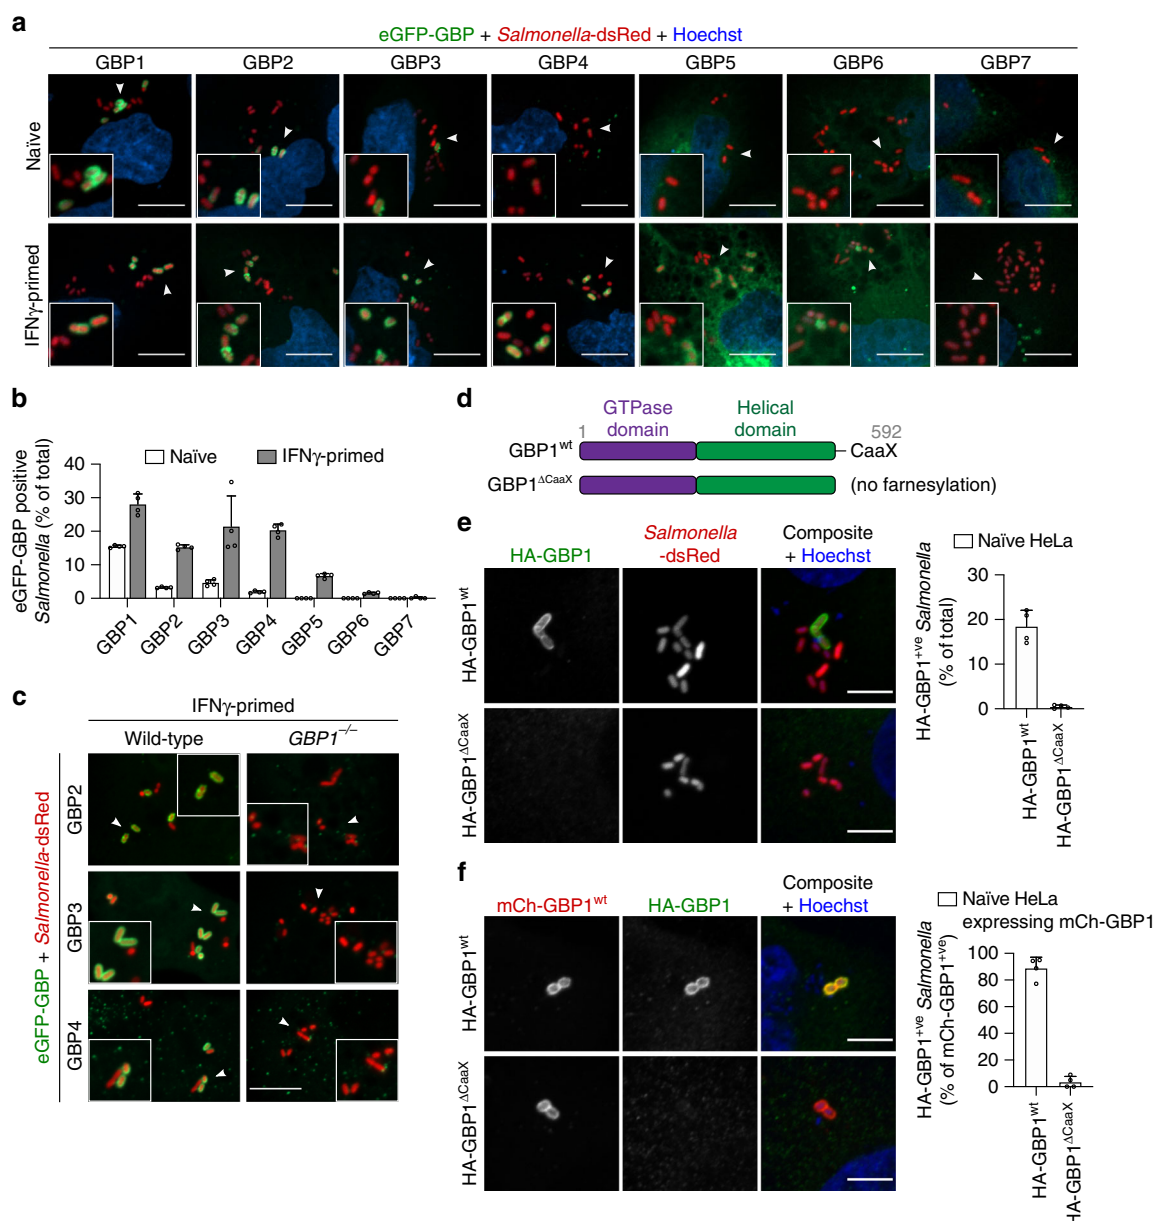 a
eGFP-GBP + Salmonella-dsRed + Hoechst
GBP1 GBP2 GBP3 GBP4 GBP5 GBP6 GBP7
Naïve
IFNγ-primed
b
eGFP-GBP positive
Salmonella (% of total)
Naïve IFNγ-primed
40
30
20
10
0
GBP1 GBP2 GBP3 GBP4 GBP5 GBP6 GBP7
c
IFNγ-primed
Wild-type GBP1–/–
eGFP-GBP + Salmonella-dsRed
GBP2
GBP3
GBP4
d
GTPase domain
Helical domain
1 592
GBP1wt CaaX
GBP1ΔCaaX (no farnesylation)
e
HA-GBP1
Salmonella
-dsRed
Composite
+ Hoechst
HA-GBP1wt
HA-GBP1ΔCaaX
Naïve HeLa
HA-GBP1+ve Salmonella
(% of total)
30
20
10
0
HA-GBP1wt
HA-GBP1ΔCaaX
f
mCh-GBP1wt
HA-GBP1
Composite
+ Hoechst
HA-GBP1wt
HA-GBP1ΔCaaX
Naïve HeLa
expressing mCh-GBP1
HA-GBP1+ve Salmonella
(% of mCh-GBP1+ve)
100
80
60
40
20
0
HA-GBP1wt
HA-GBP1ΔCaaX